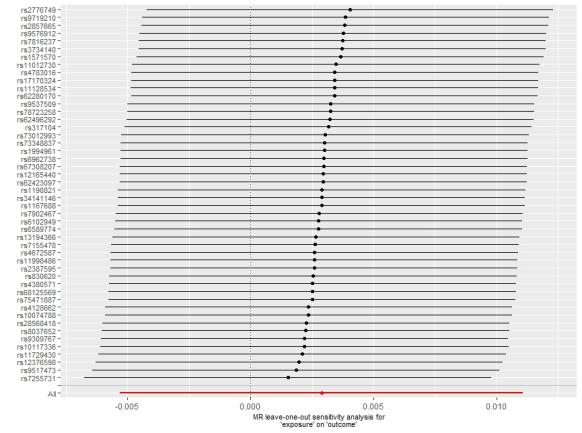 rs2776749
rs9719210
rs2857665
rs9576912
rs7816237
rs3734140
rs1571570
rs11012730
rs4783016
rs17170324
rs11128534
rs62280170
rs9537509
rs78723258
rs62496292
rs317104
rs73012993
rs73348837
rs1994961
rs6962738
rs67308207
rs12165440
rs62423097
rs1190821
rs34141146
rs1167688
rs7902467
rs6102949
rs6589774
rs13194366
rs7155478
rs4672587
rs11998486
rs2387595
rs830620
rs4380571
rs68125569
rs75471887
rs4128662
rs10074788
rs28568418
rs8037652
rs9309767
rs10117336
rs11729430
rs12376598
rs9517473
rs7255731
All
-0.005 0.000 0.005 0.010
MR leave-one-out sensitivity analysis for
'exposure' on 'outcome'